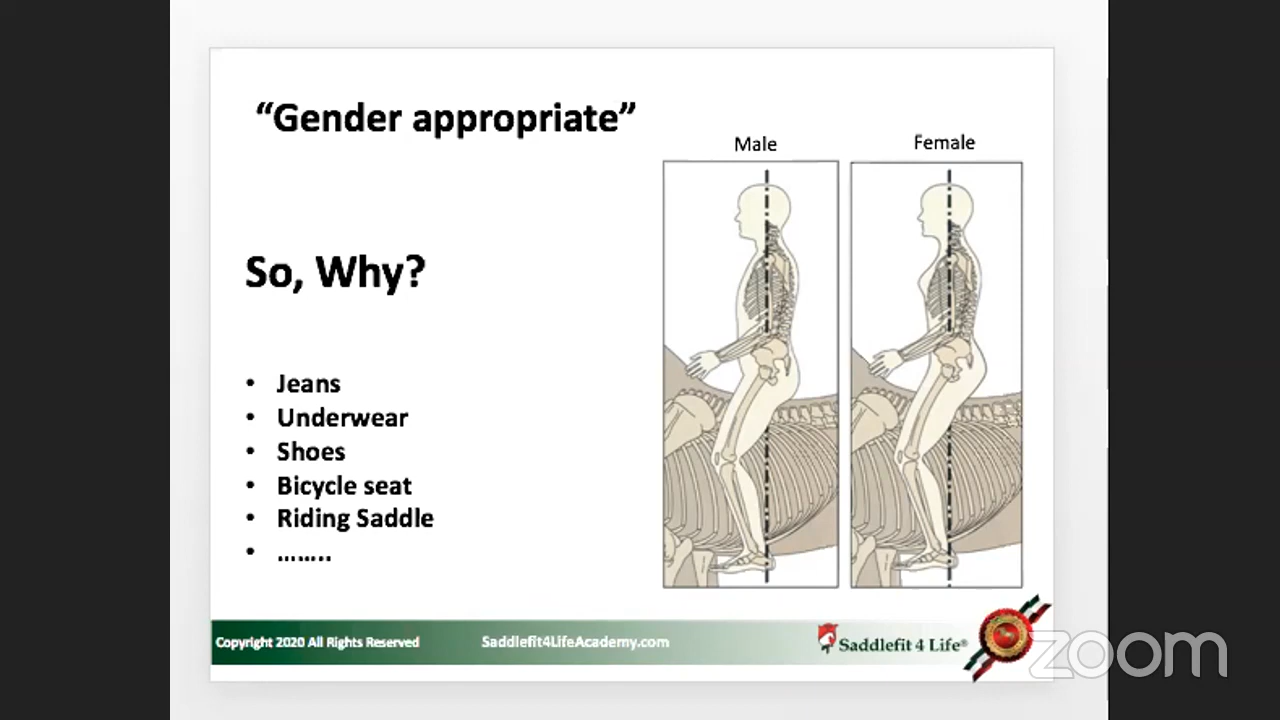 “Gender appropriate”
Male
Female
So, Why?
• Jeans
• Underwear
• Shoes
• Bicycle seat
• Riding Saddle
• ……..
Copyright 2020 All Rights Reserved
Saddlefit4LifeAcademy.com
Saddlefit 4 Life®
zoom